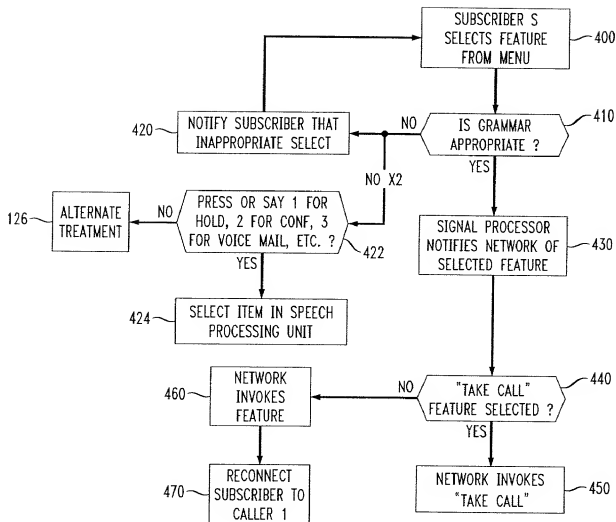 SUBSCRIBER S
SELECTS FEATURE
FROM MENU
400
420
NOTIFY SUBSCRIBER THAT
INAPPROPRIATE SELECT
NO
IS GRAMMAR
APPROPRIATE ?
410
YES
NO X2
126
ALTERNATE
TREATMENT
NO
PRESS OR SAY 1 FOR
HOLD, 2 FOR CONF, 3
FOR VOICE MAIL, ETC. ?
422
YES
SIGNAL PROCESSOR
NOTIFIES NETWORK OF
SELECTED FEATURE
430
424
SELECT ITEM IN SPEECH
PROCESSING UNIT
460
NETWORK
INVOKES
FEATURE
NO
"TAKE CALL"
FEATURE SELECTED ?
440
YES
470
RECONNECT
SUBSCRIBER TO
CALLER 1
NETWORK INVOKES
"TAKE CALL"
450